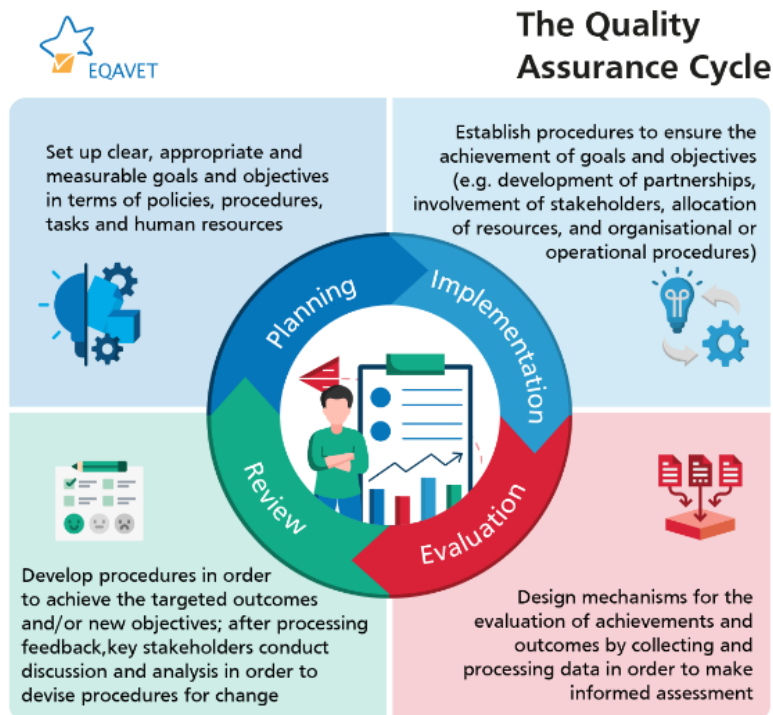 EQAVET
The Quality
Assurance Cycle
Set up clear, appropriate and
measurable goals and objectives
in terms of policies, procedures,
tasks and human resources
Establish procedures to ensure the
achievement of goals and objectives
(e.g. development of partnerships,
involvement of stakeholders, allocation
of resources, and organisational or
operational procedures)
Planning
Implementation
Review
Evaluation
Develop procedures in order
to achieve the targeted outcomes
and/or new objectives; after processing
feedback,key stakeholders conduct
discussion and analysis in order to
devise procedures for change
Design mechanisms for the
evaluation of achievements and
outcomes by collecting and
processing data in order to make
informed assessment